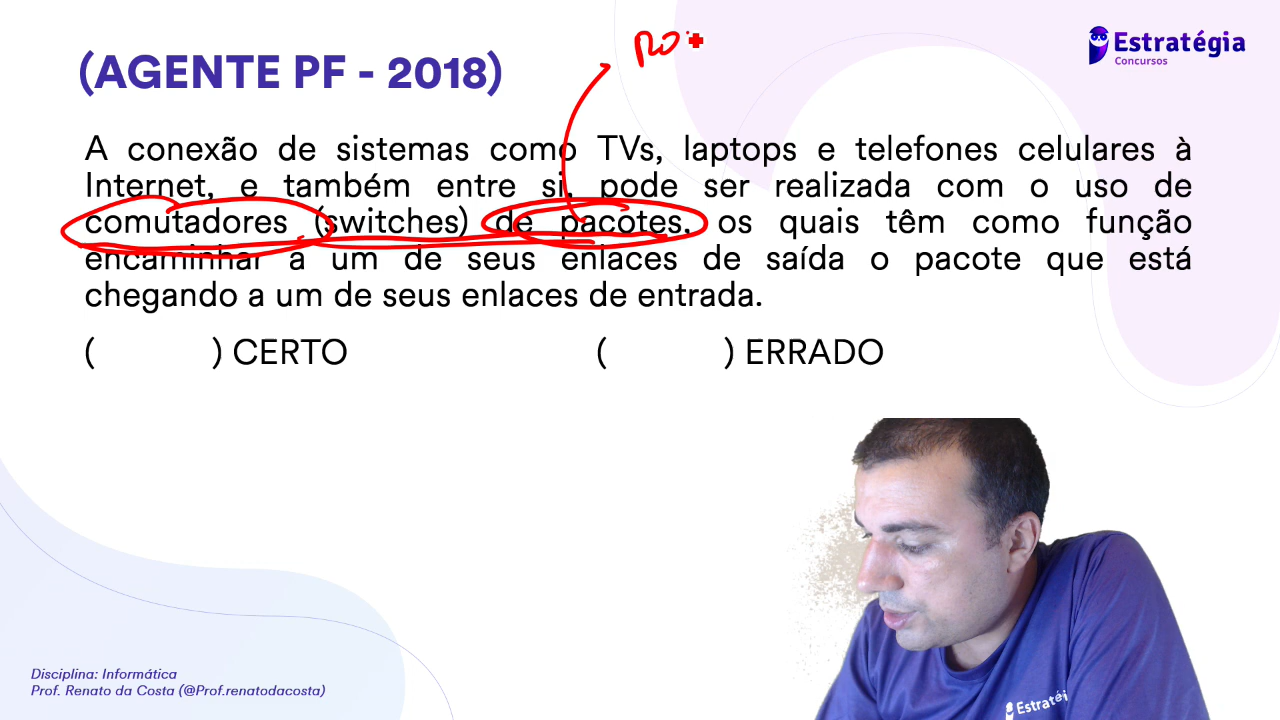 (AGENTE PF - 2018)
Estratégia
Concursos
A conexão de sistemas como TVs, laptops e telefones celulares à
Internet, e também entre si, pode ser realizada com o uso de
comutadores (switches) de pacotes, os quais têm como função
encaminhar a um de seus enlaces de saída o pacote que está
chegando a um de seus enlaces de entrada.
( ) CERTO ( ) ERRADO
Disciplina: Informática
Prof. Renato da Costa (@Prof.renatodacosta)
Estratégi